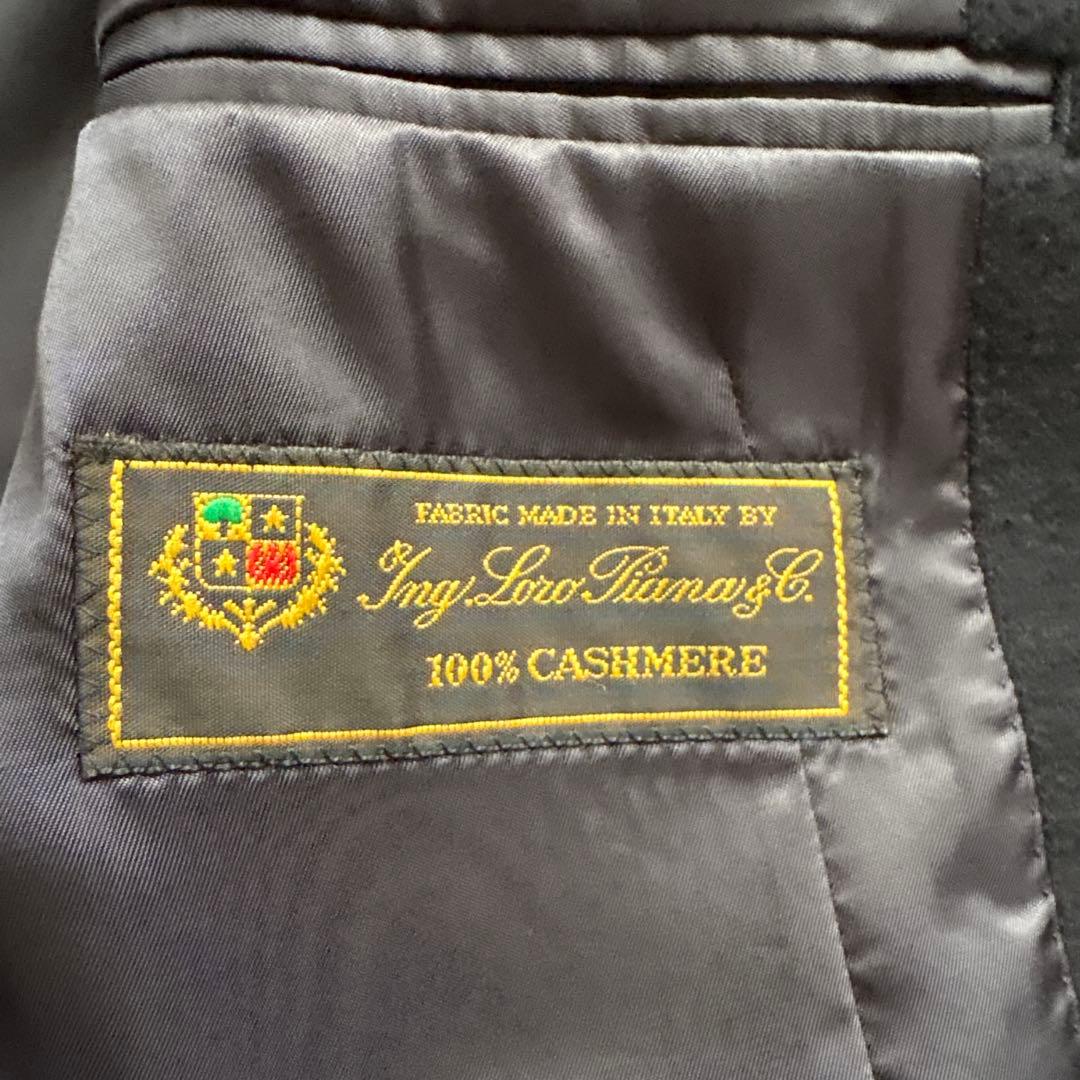 FABRIC MADE IN ITALY BY
Ing. Loro Piana & C.
100% CASHMERE